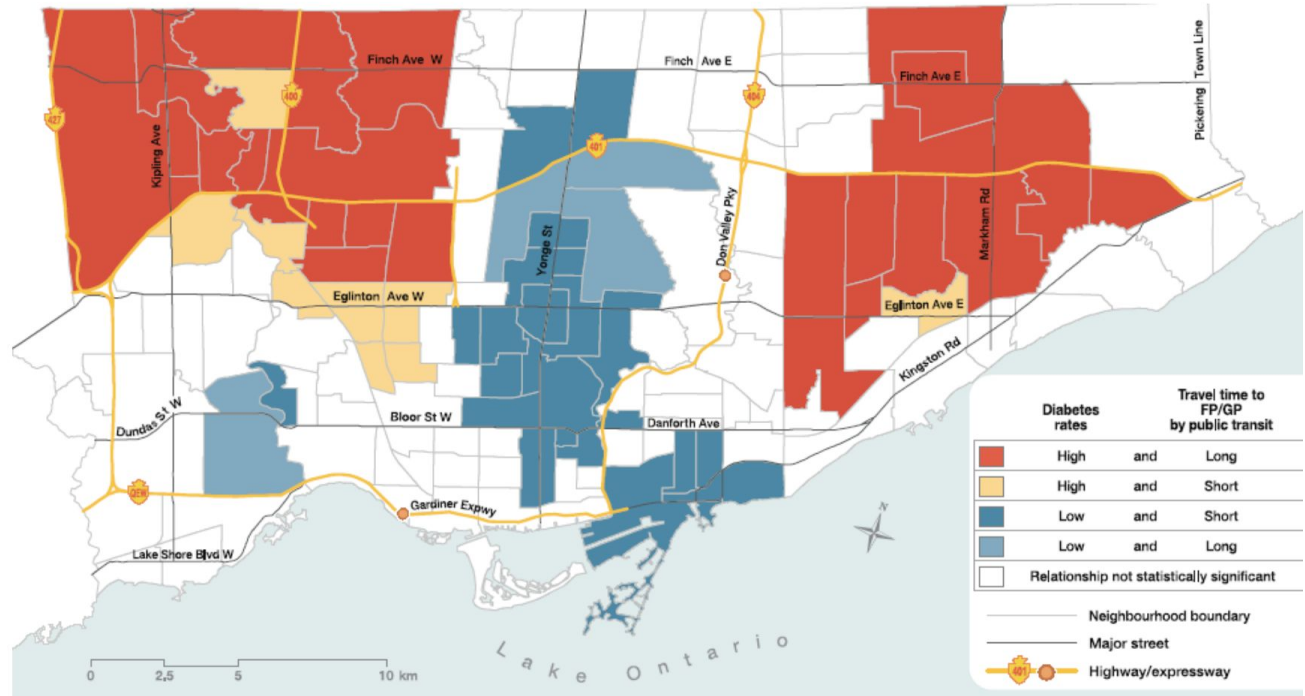 Finch Ave W
Finch Ave E
Finch Ave E
Pickering Town Line
427
400
404
401
Kipling Ave
Yonge St
Don Valley Pky
Markham Rd
Eglinton Ave W
Eglinton Ave E
Kingston Rd
Dundas St W
Bloor St W
Danforth Ave
QEW
Gardiner Expwy
Lake Shore Blvd W
N
Lake Ontario
0 2.5 5 10 km
Diabetes rates
Travel time to FP/GP by public transit
High and Long
High and Short
Low and Short
Low and Long
Relationship not statistically significant
Neighbourhood boundary
Major street
401 Highway/expressway